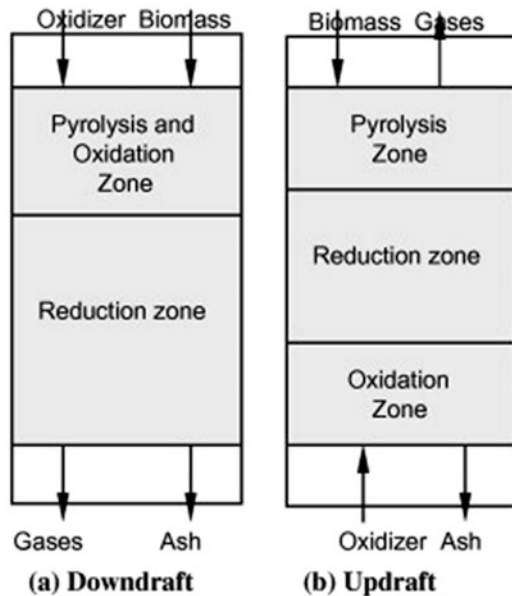 Oxidizer Biomass
Pyrolysis and
Oxidation
Zone
Reduction zone
Gases Ash
(a) Downdraft
Biomass Gases
Pyrolysis
Zone
Reduction zone
Oxidation
Zone
Oxidizer Ash
(b) Updraft